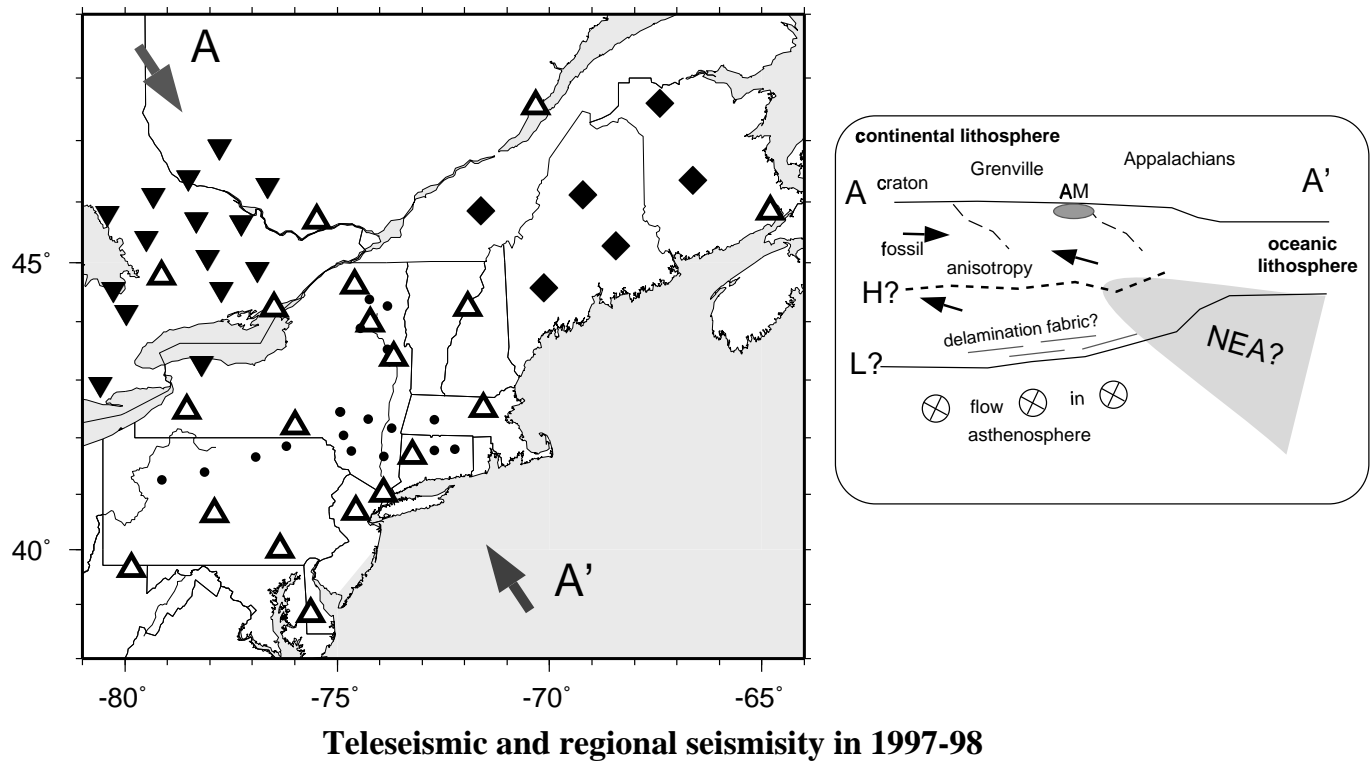 A
45°
40°
A’
-80°
-75°
-70°
-65°
continental lithosphere
Grenville
Appalachians
A
craton
AM
A’
fossil
anisotropy
oceanic
lithosphere
H?
delamination fabric?
NEA?
L?
flow
in
asthenosphere
Teleseismic and regional seismisity in 1997-98